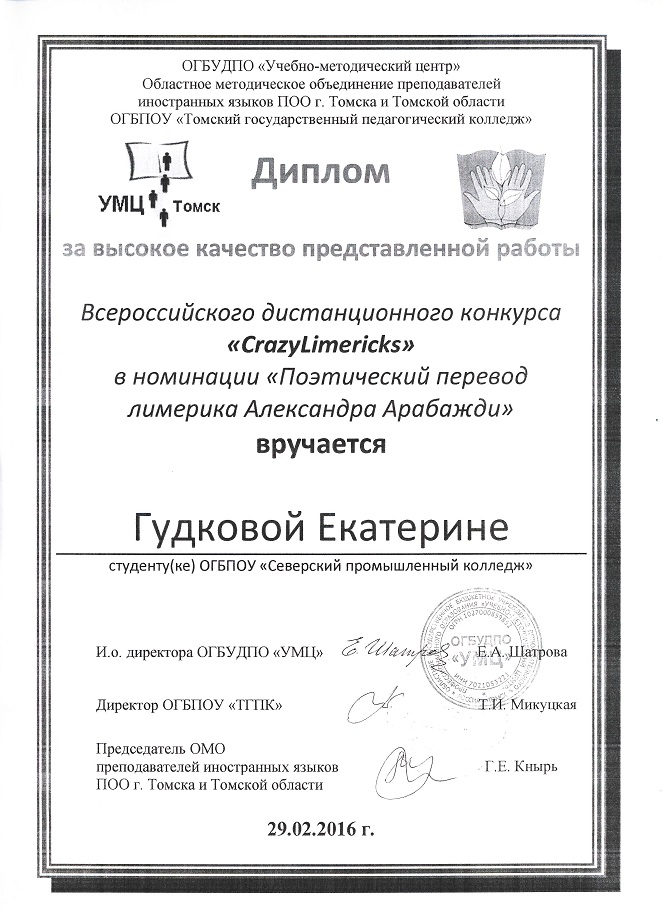 ОГБУДПО «Учебно-методический центр»
Областное методическое объединение преподавателей
иностранных языков ПОО г. Томска и Томской области
ОГБПОУ «Томский государственный педагогический колледж»
Диплом
УМЦ Томск
за высокое качество представленной работы
Всероссийского дистанционного конкурса
«CrazyLimericks»
в номинации «Поэтический перевод
лимерика Александра Арабажди»
вручается
Гудковой Екатерине
студенту(ке) ОГБПОУ «Северский промышленный колледж»
И.о. директора ОГБУДПО «УМЦ» Е.А. Шатрова
ОГБУДПО
«УМЦ»
Директор ОГБПОУ «ТГПК» Т.И. Микуцкая
Председатель ОМО
преподавателей иностранных языков Г.Е. Кнырь
ПОО г. Томска и Томской области
29.02.2016 г.